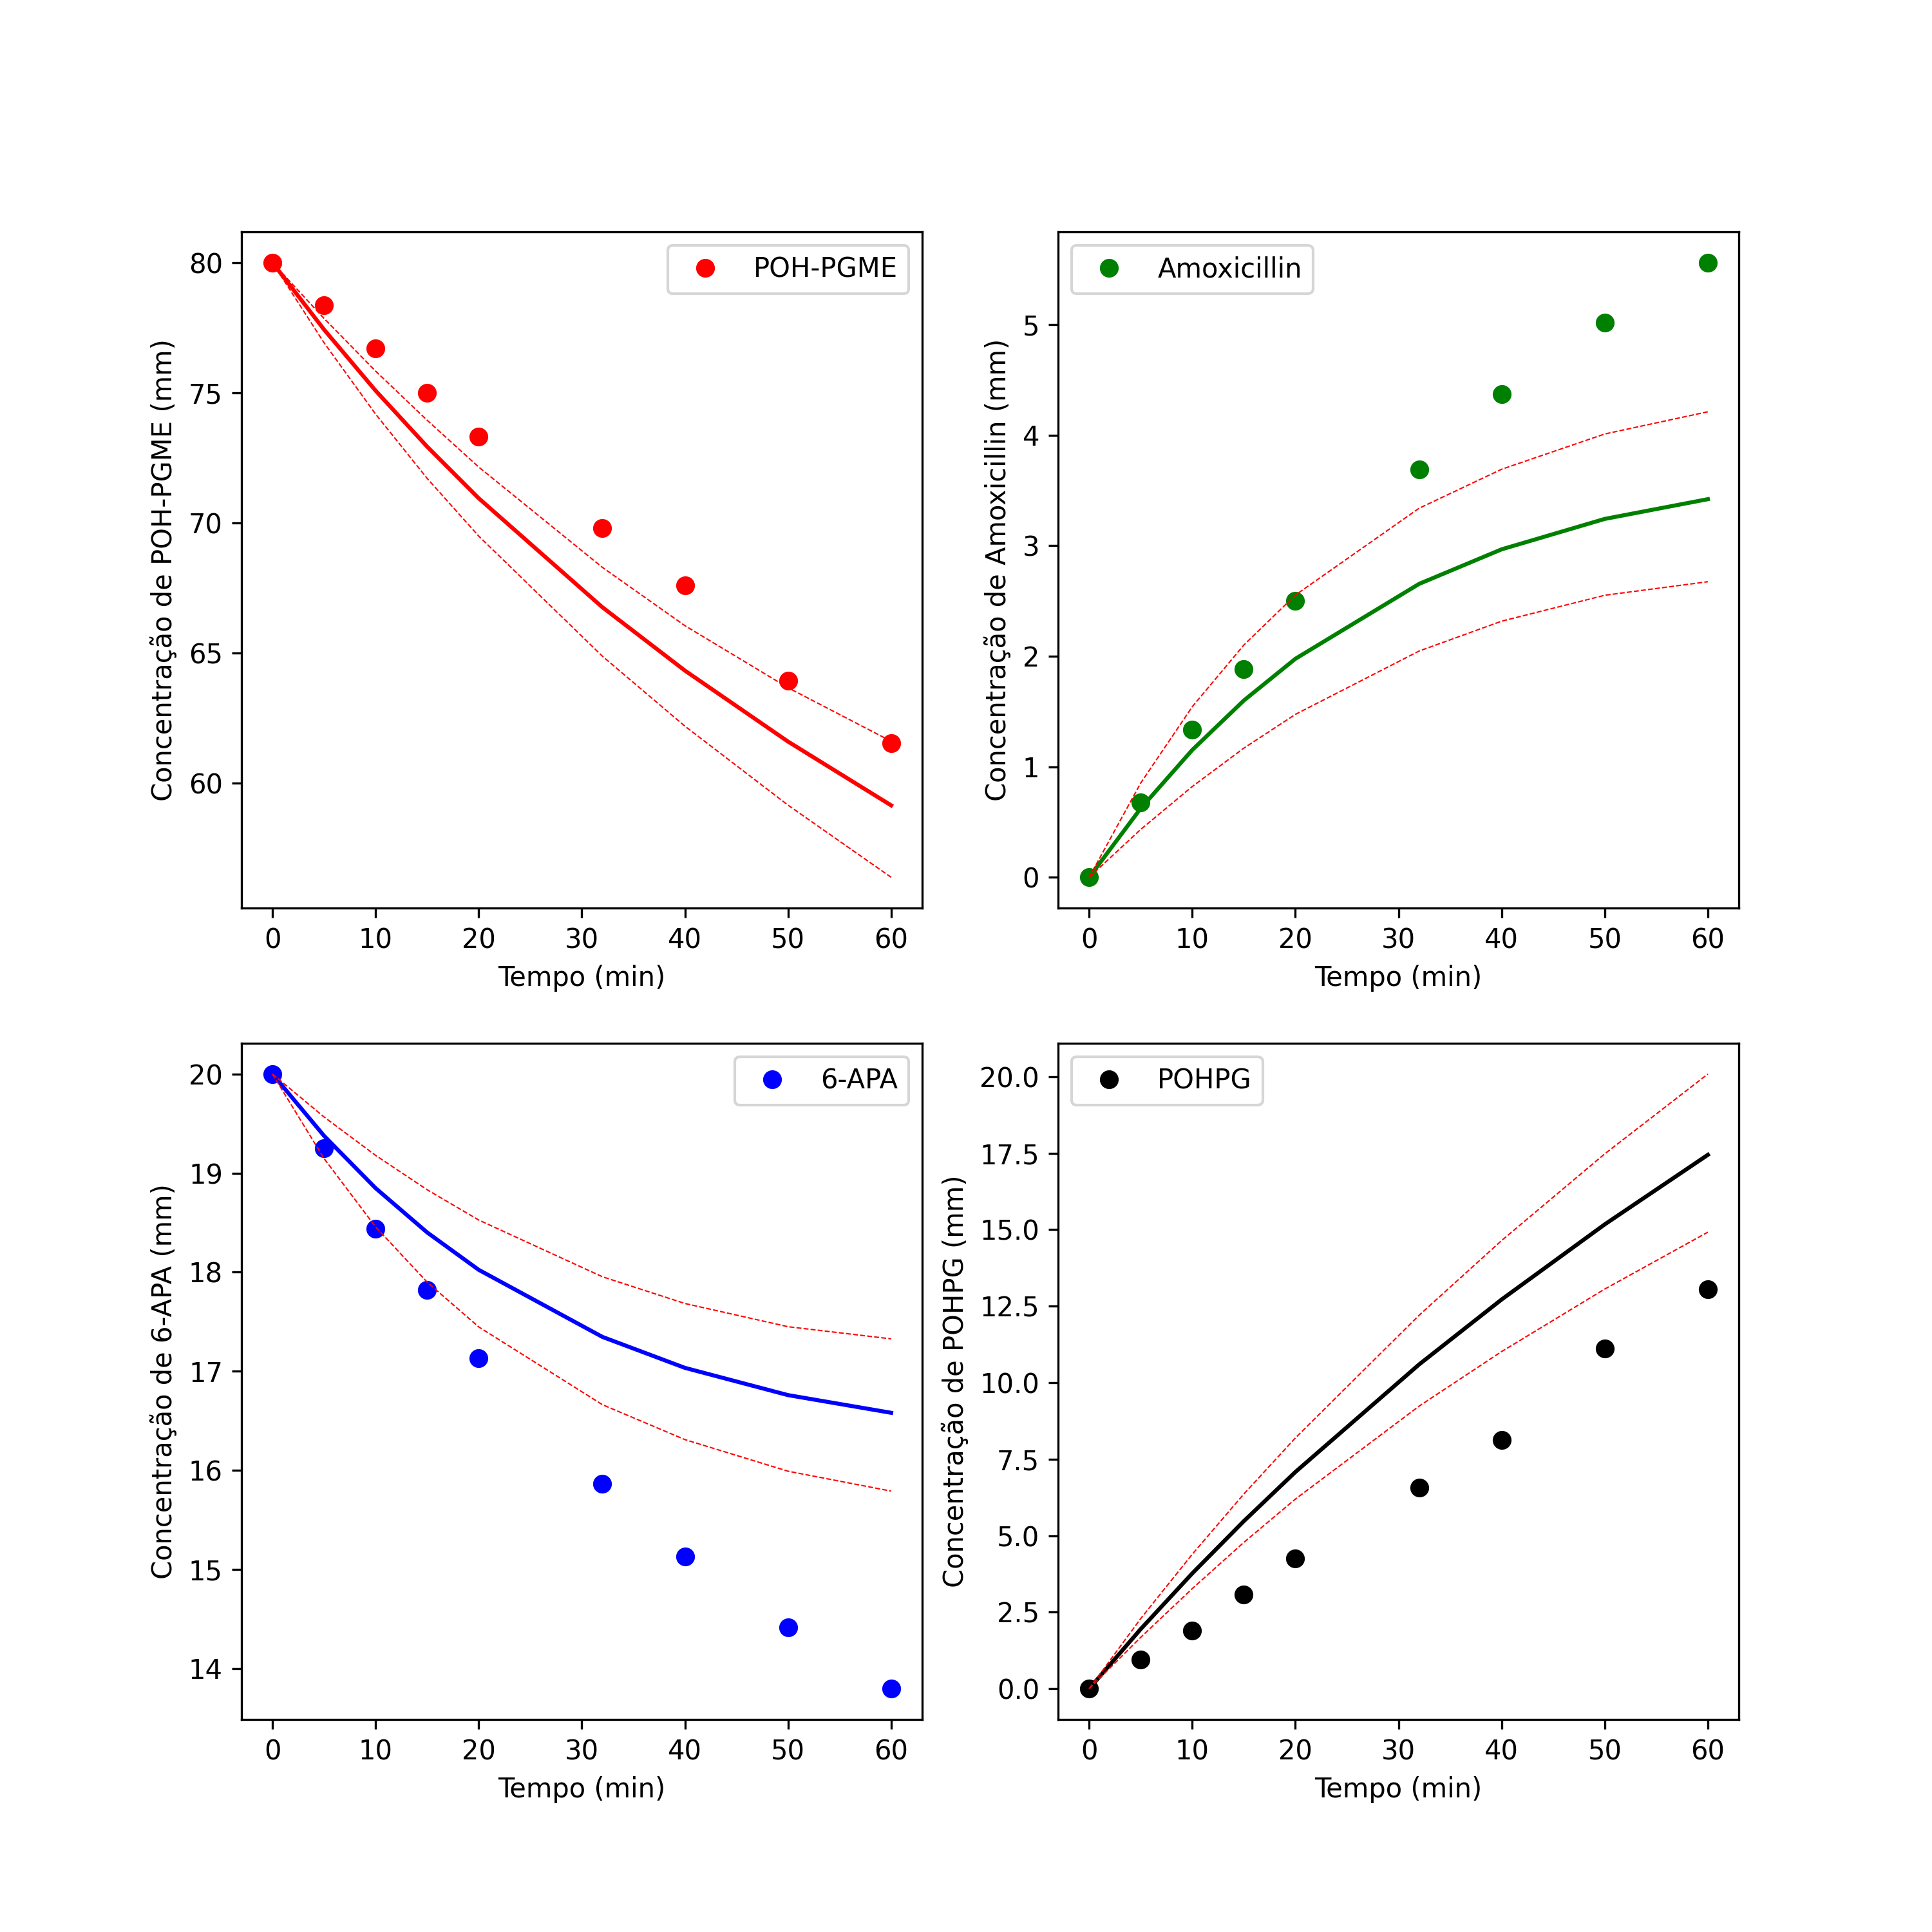 POH-PGME
Concentração de POH-PGME (mm)
80
75
70
65
60
0 10 20 30 40 50 60
Tempo (min)
Amoxicillin
Concentração de Amoxicillin (mm)
5
4
3
2
1
0
0 10 20 30 40 50 60
Tempo (min)
6-APA
Concentração de 6-APA (mm)
20
19
18
17
16
15
14
0 10 20 30 40 50 60
Tempo (min)
POHPG
Concentração de POHPG (mm)
20.0
17.5
15.0
12.5
10.0
7.5
5.0
2.5
0.0
0 10 20 30 40 50 60
Tempo (min)